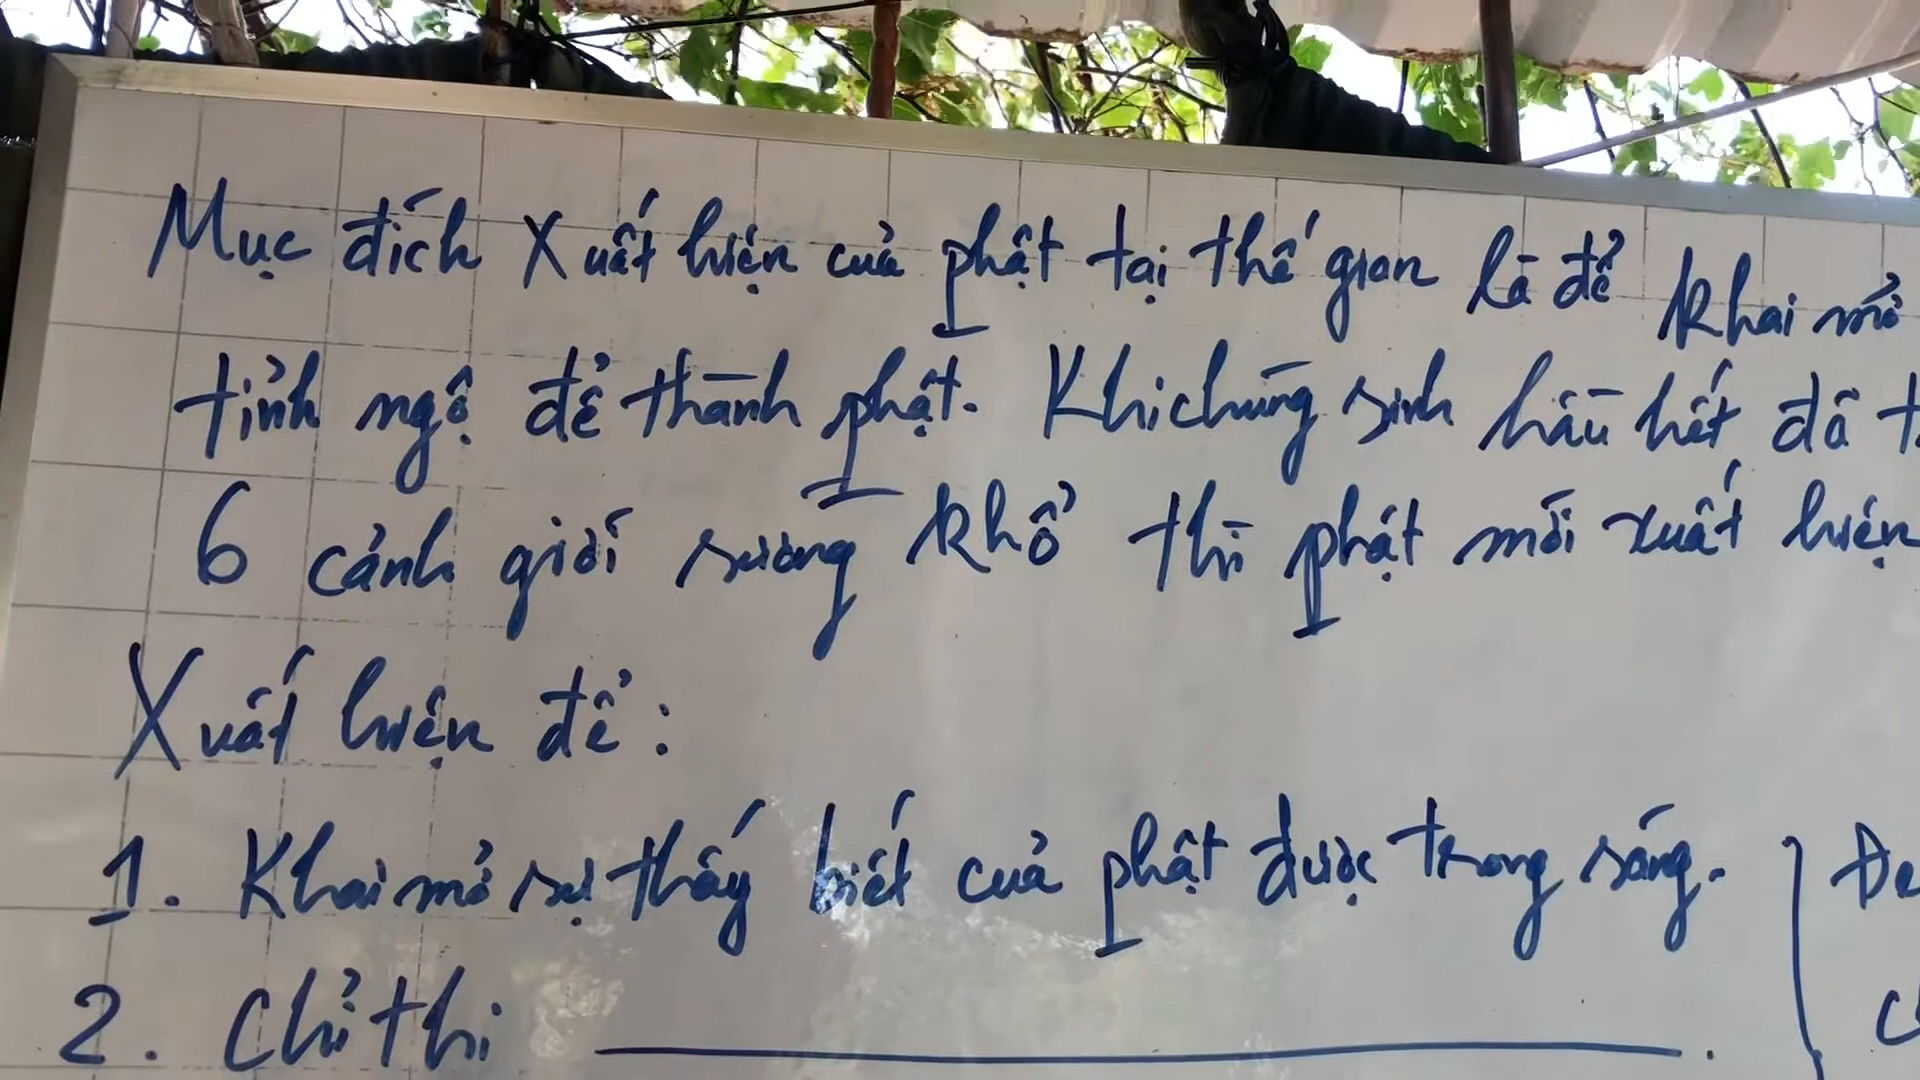 Mục đích Xuất hiện của phật tại thế gian là để khai mở
tỉnh ngộ để thành phật. Khi chúng sinh hầu hết đã
6 cảnh giới sướng khổ thì phật mới xuất hiện
Xuất hiện để:
1. Khai mở sự thấy biết của phật được trong sáng.
2. Chỉ thị